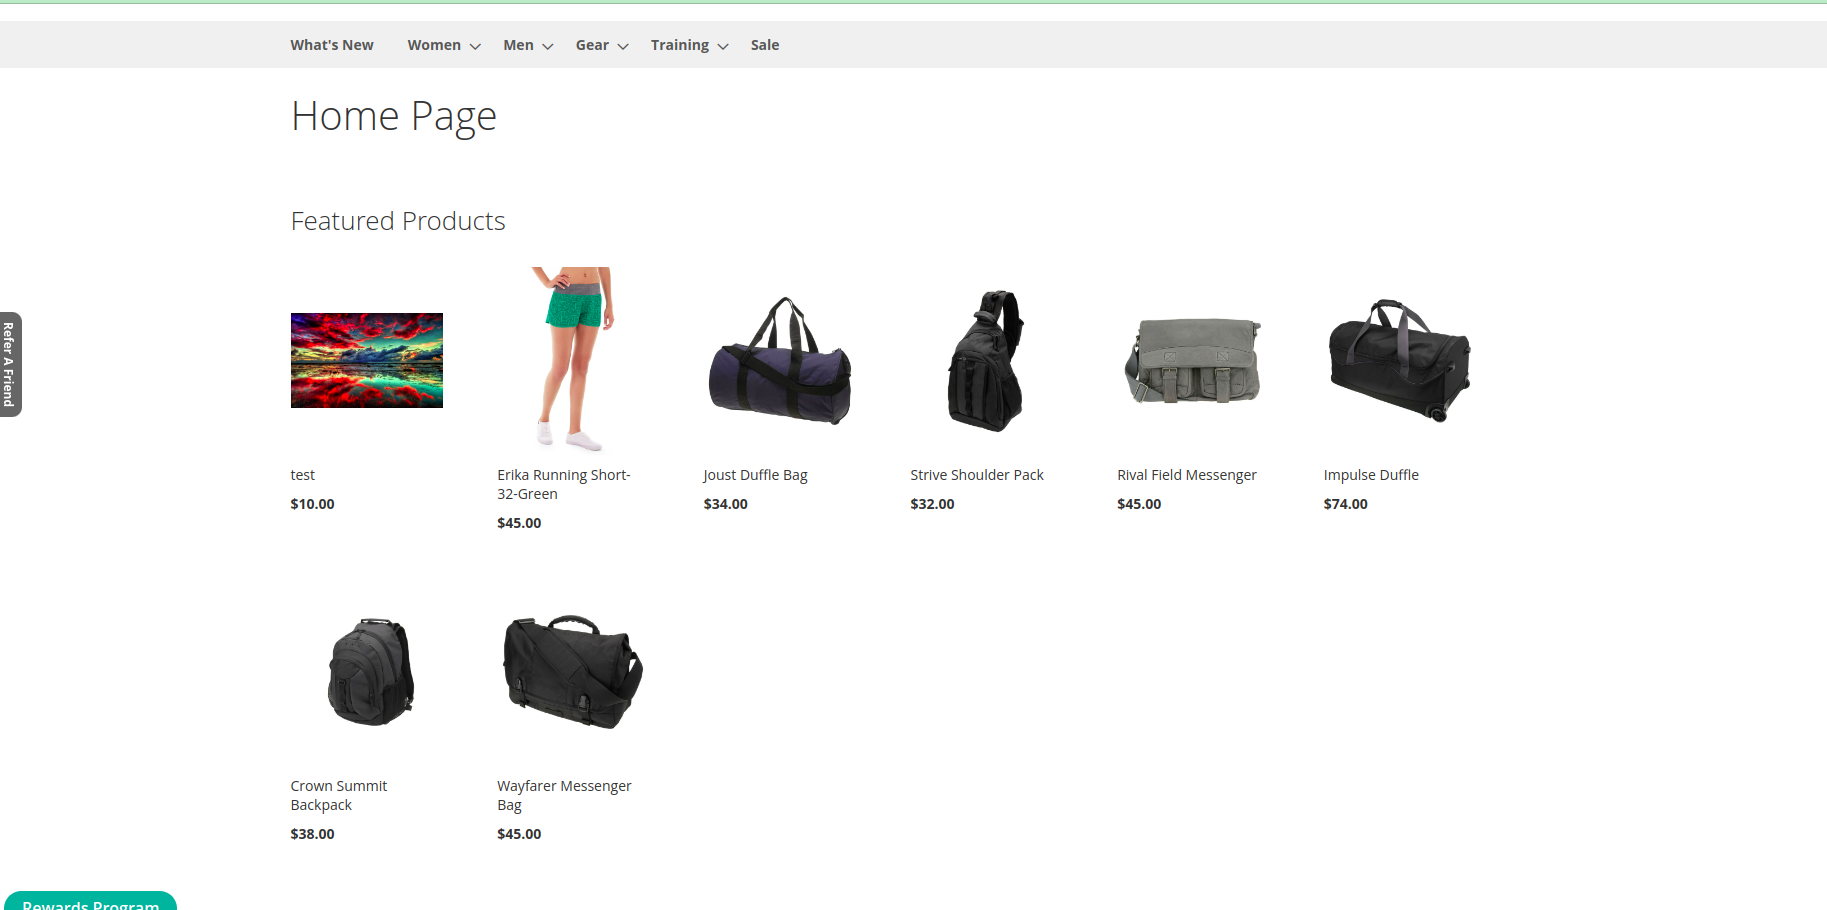 What's New Women Men Gear Training Sale
Home Page
Featured Products
Refer A Friend
test
$10.00
Erika Running Short-
32-Green
$45.00
Joust Duffle Bag
$34.00
Strive Shoulder Pack
$32.00
Rival Field Messenger
$45.00
Impulse Duffle
$74.00
Crown Summit
Backpack
$38.00
Wayfarer Messenger
Bag
$45.00
Rewards Program